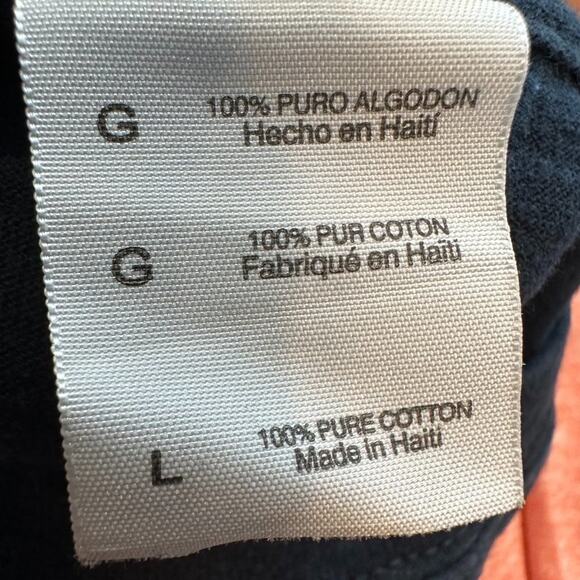 G 100% PURO ALGODON
Hecho en Haití
G 100% PUR COTON
Fabriqué en Haïti
L 100% PURE COTTON
Made in Haiti